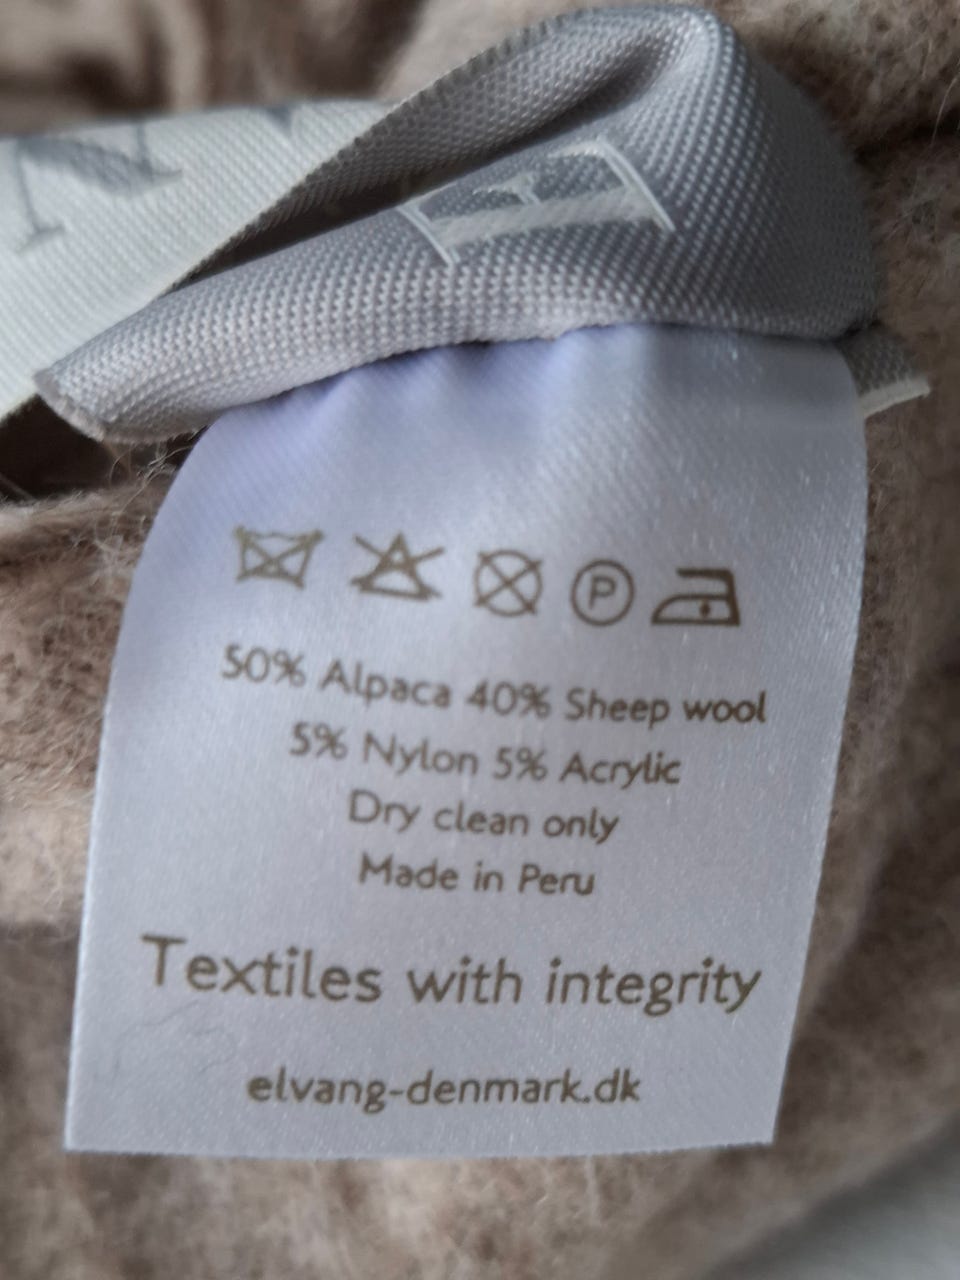 P
50% Alpaca 40% Sheep wool
5% Nylon 5% Acrylic
Dry clean only
Made in Peru
Textiles with integrity
elvang-denmark.dk